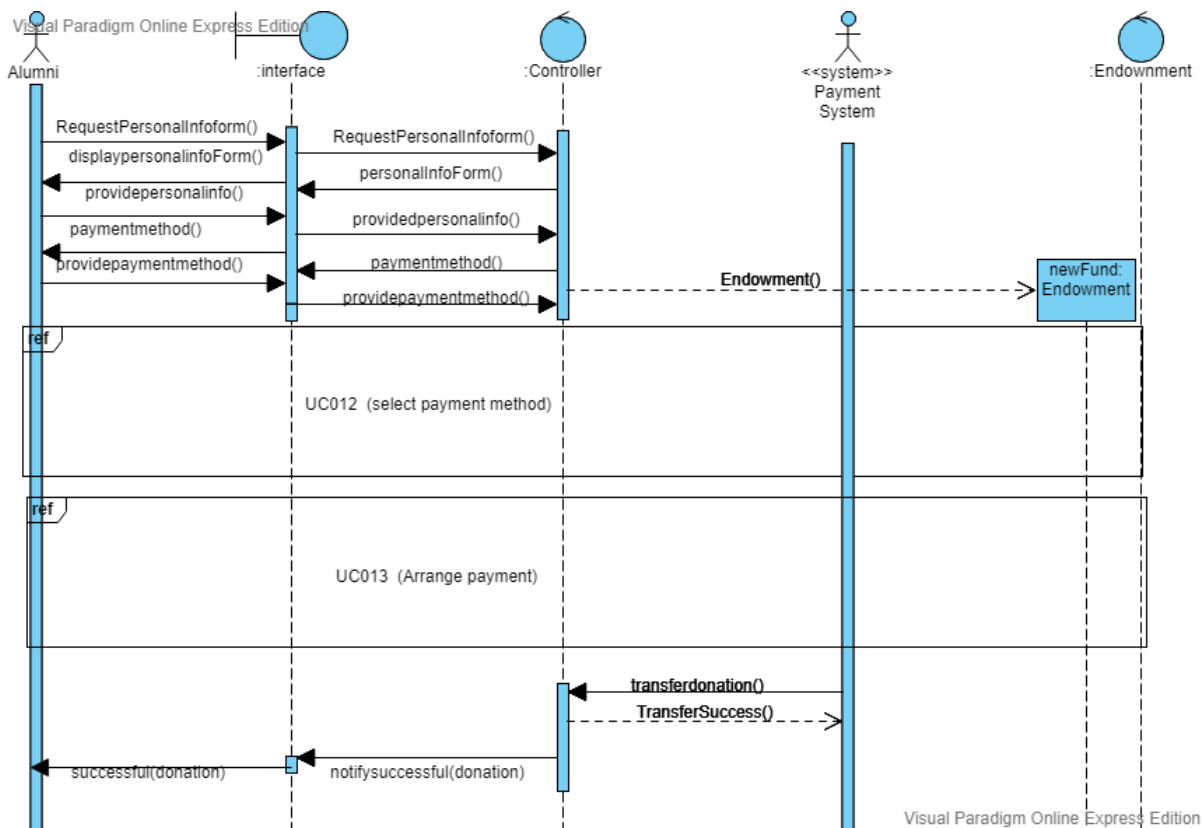 Visual Paradigm Online Express Edition
Alumni
:interface
:Controller
<<system>>
Payment
System
:Endownment
RequestPersonalInfoform()
RequestPersonalInfoform()
displaypersonalinfoForm()
personalInfoForm()
providepersonalinfo()
providedpersonalinfo()
paymentmethod()
paymentmethod()
providepaymentmethod()
Endowment()
newFund:
Endowment
providepaymentmethod()
ref
UC012 (select payment method)
ref
UC013 (Arrange payment)
transferdonation()
TransferSuccess()
successful(donation)
notifysuccessful(donation)
Visual Paradigm Online Express Edition